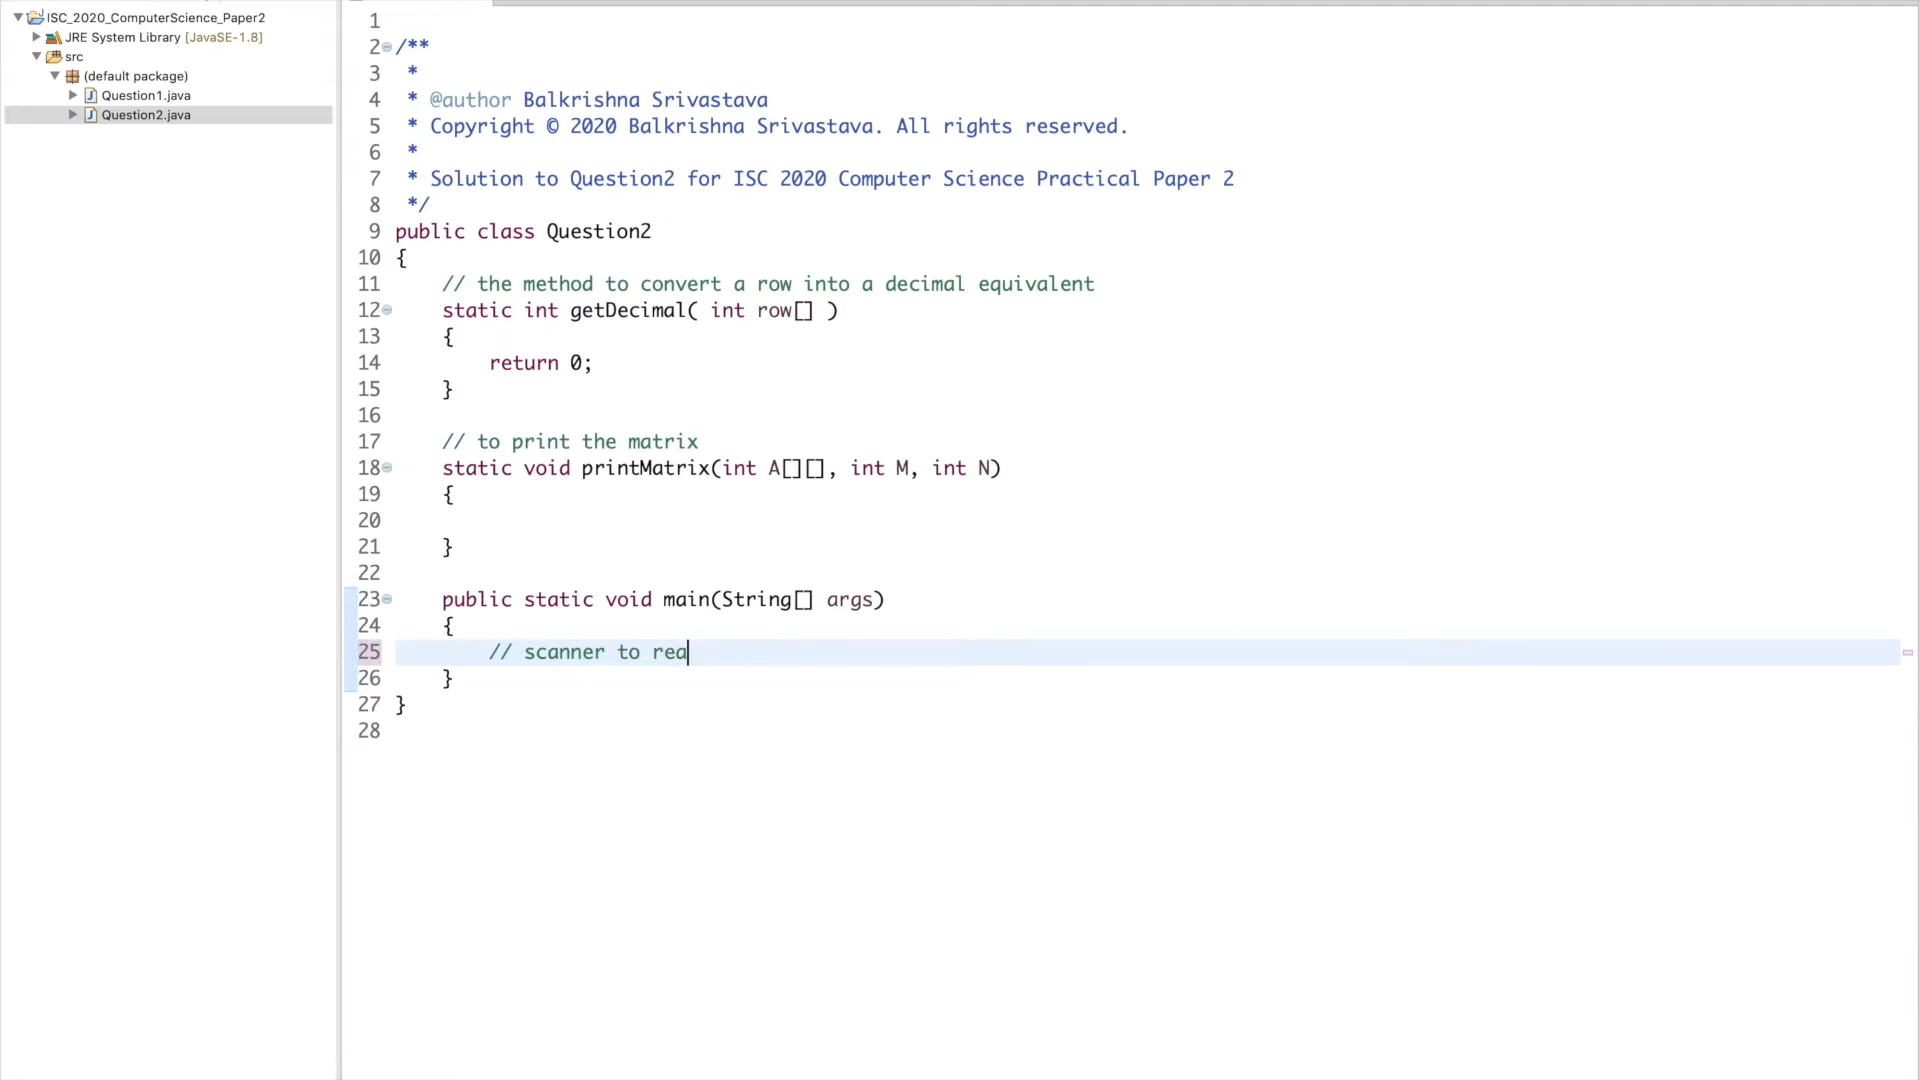 ISC_2020_ComputerScience_Paper2
JRE System Library [JavaSE-1.8]
src
(default package)
Question1.java
Question2.java
1
2 /**
3  *
4  * @author Balkrishna Srivastava
5  * Copyright © 2020 Balkrishna Srivastava. All rights reserved.
6  *
7  * Solution to Question2 for ISC 2020 Computer Science Practical Paper 2
8  */
9 public class Question2
10 {
11     // the method to convert a row into a decimal equivalent
12     static int getDecimal( int row[] )
13     {
14         return 0;
15     }
16
17     // to print the matrix
18     static void printMatrix(int A[][], int M, int N)
19     {
20
21     }
22
23     public static void main(String[] args)
24     {
25         // scanner to rea
26     }
27 }
28